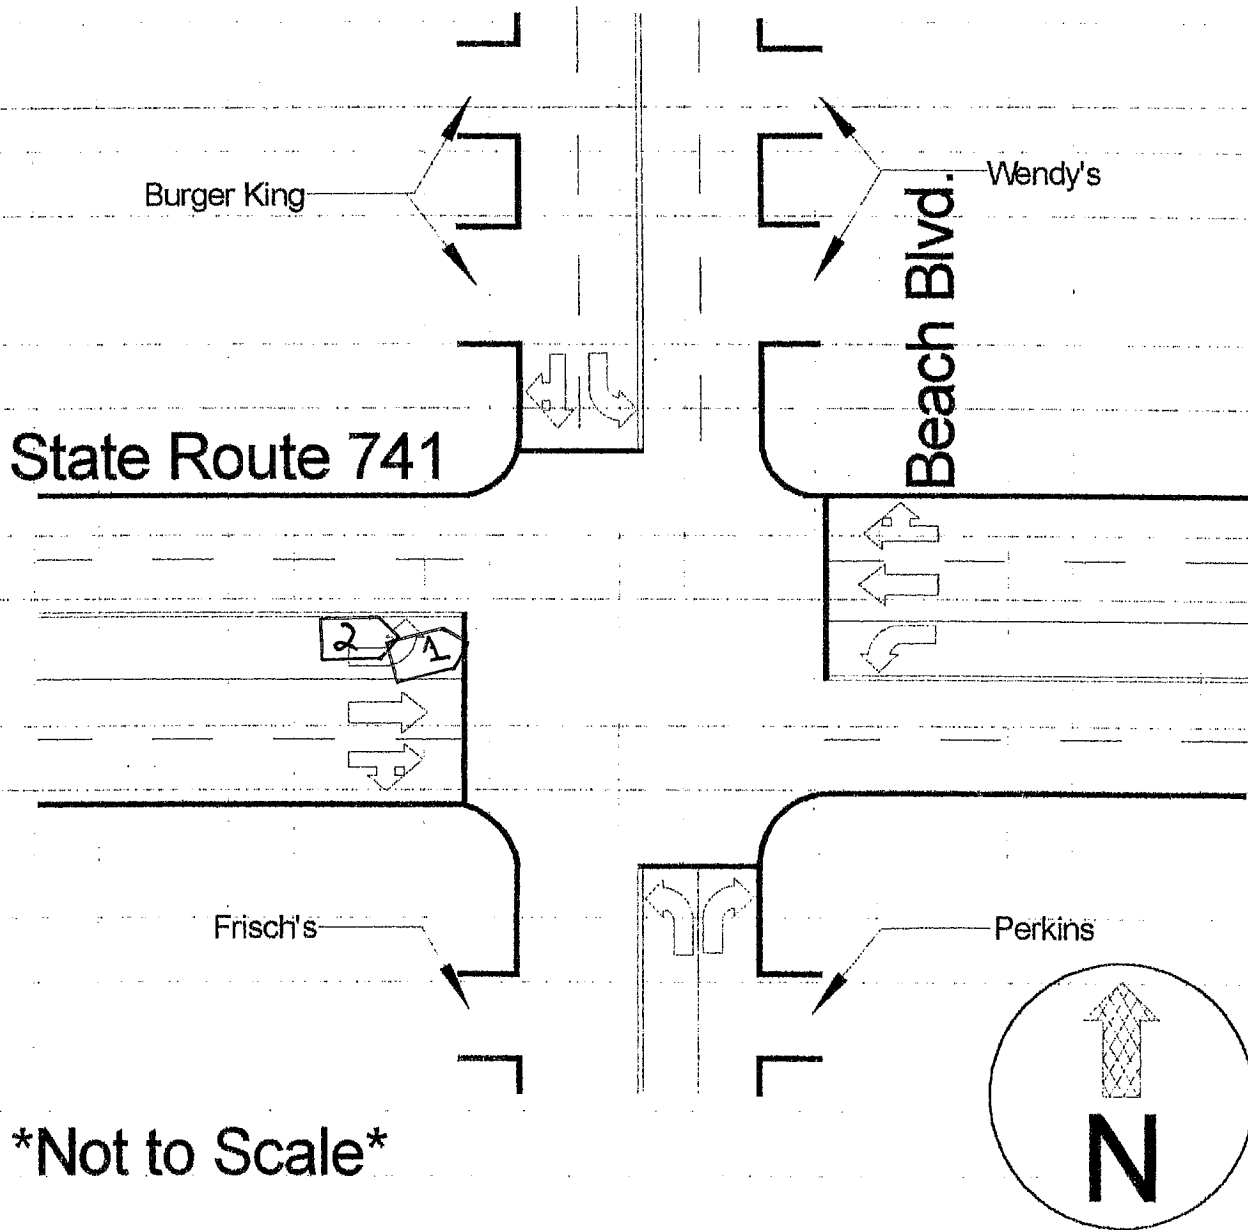 Burger King
Wendy's
Beach Blvd.
State Route 741
2
1
Frisch's
Perkins
N
*Not to Scale*